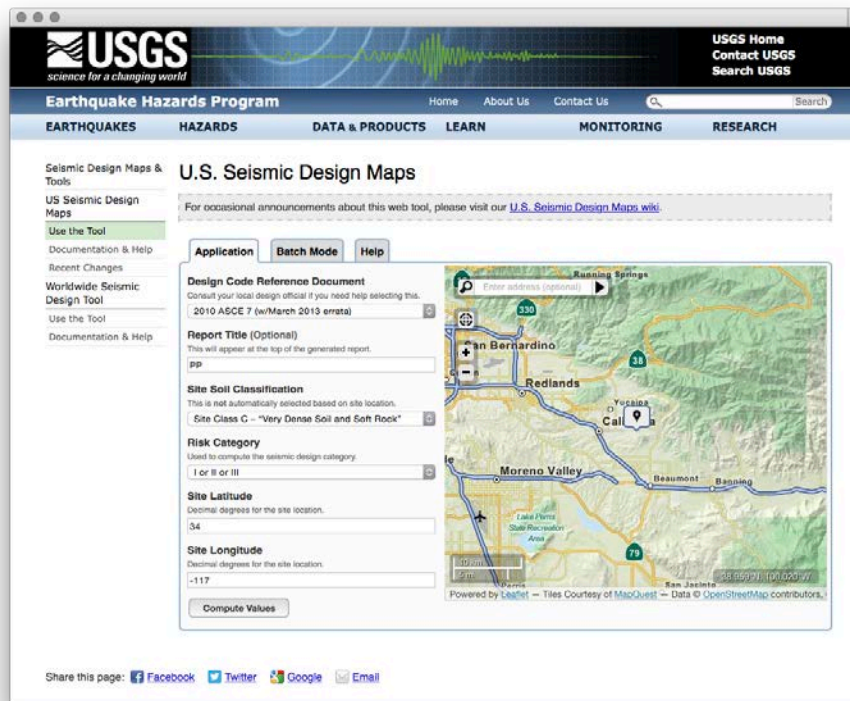 USGS
science for a changing world
USGS Home
Contact USGS
Search USGS
Earthquake Hazards Program
Home
About Us
Contact Us
Search
EARTHQUAKES
HAZARDS
DATA & PRODUCTS
LEARN
MONITORING
RESEARCH
Seismic Design Maps &
Tools
US Seismic Design
Maps
Use the Tool
Documentation & Help
Recent Changes
Worldwide Seismic
Design Tool
Use the Tool
Documentation & Help
U.S. Seismic Design Maps
For occasional announcements about this web tool, please visit our U.S. Seismic Design Maps wiki.
Application
Batch Mode
Help
Design Code Reference Document
Consult your local design official if you need help selecting this.
2010 ASCE 7 (w/March 2013 errata)
Report Title (Optional)
This will appear at the top of the generated report.
PP
Site Soil Classification
This is not automatically selected based on site location.
Site Class C – “Very Dense Soil and Soft Rock”
Risk Category
Used to compute the seismic design category.
I or II or III
Site Latitude
Decimal degrees for the site location.
34
Site Longitude
Decimal degrees for the site location.
-117
Compute Values
Enter address (optional)
Running Springs
330
San Bernardino
38
Redlands
Yucaipa
Moreno Valley
Beaumont
Banning
Lake Perris
State Recreation
Area
79
Perris
San Jacinto
Powered by Leaflet — Tiles Courtesy of MapQuest — Data © OpenStreetMap contributors,
Share this page:
Facebook
Twitter
Google
Email